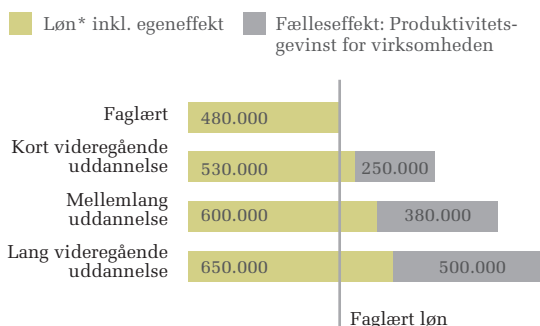 Løn* inkl. egeneffekt
Fælleseffekt: Produktivitets-
gevinst for virksomheden
Faglært
480.000
Kort videregående
uddannelse
530.000
250.000
Mellemlang
uddannelse
600.000
380.000
Lang videregående
uddannelse
650.000
500.000
Faglært løn